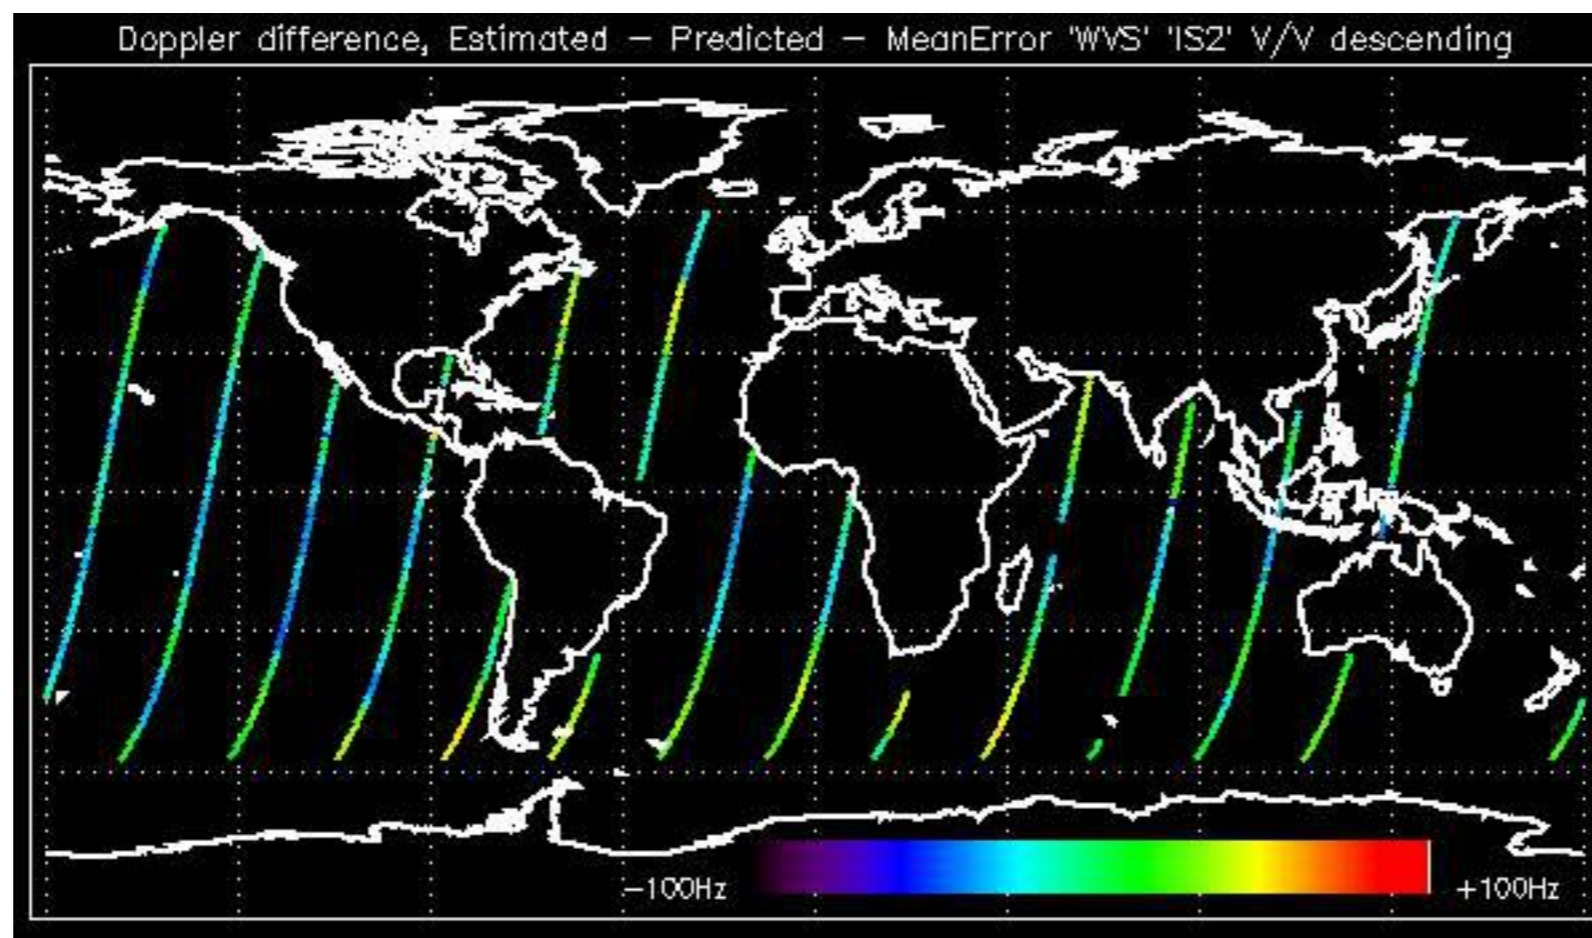 Doppler difference, Estimated – Predicted – MeanError 'WVS' 'IS2' V/V descending
–100Hz
+100Hz